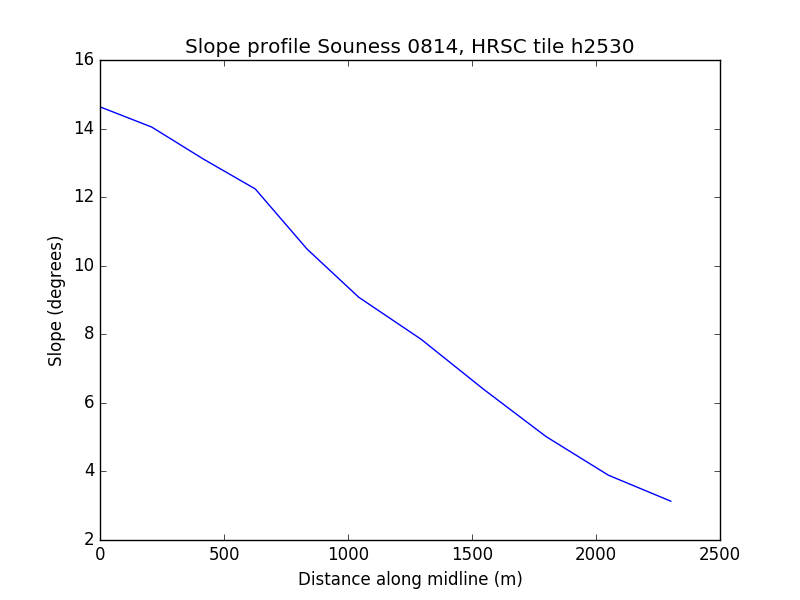 Slope profile Souness 0814, HRSC tile h2530
16
14
12
10
8
6
4
2
Slope (degrees)
0 500 1000 1500 2000 2500
Distance along midline (m)